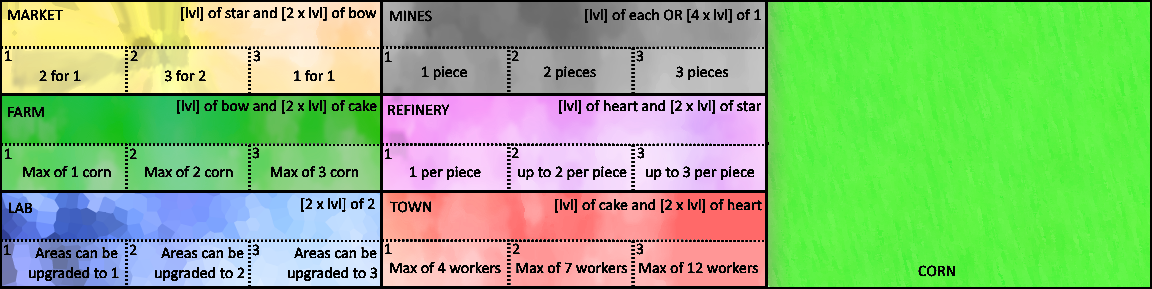 MARKET [lvl] of star and [2 x lvl] of bow
1 2 for 1
2 3 for 2
3 1 for 1
FARM [lvl] of bow and [2 x lvl] of cake
1 Max of 1 corn
2 Max of 2 corn
3 Max of 3 corn
LAB [2 x lvl] of 2
1 Areas can be
upgraded to 1
2 Areas can be
upgraded to 2
3 Areas can be
upgraded to 3
MINES [lvl] of each OR [4 x lvl] of 1
1 1 piece
2 2 pieces
3 3 pieces
REFINERY [lvl] of heart and [2 x lvl] of star
1 1 per piece
2 up to 2 per piece
3 up to 3 per piece
TOWN [lvl] of cake and [2 x lvl] of heart
1 Max of 4 workers
2 Max of 7 workers
3 Max of 12 workers
CORN